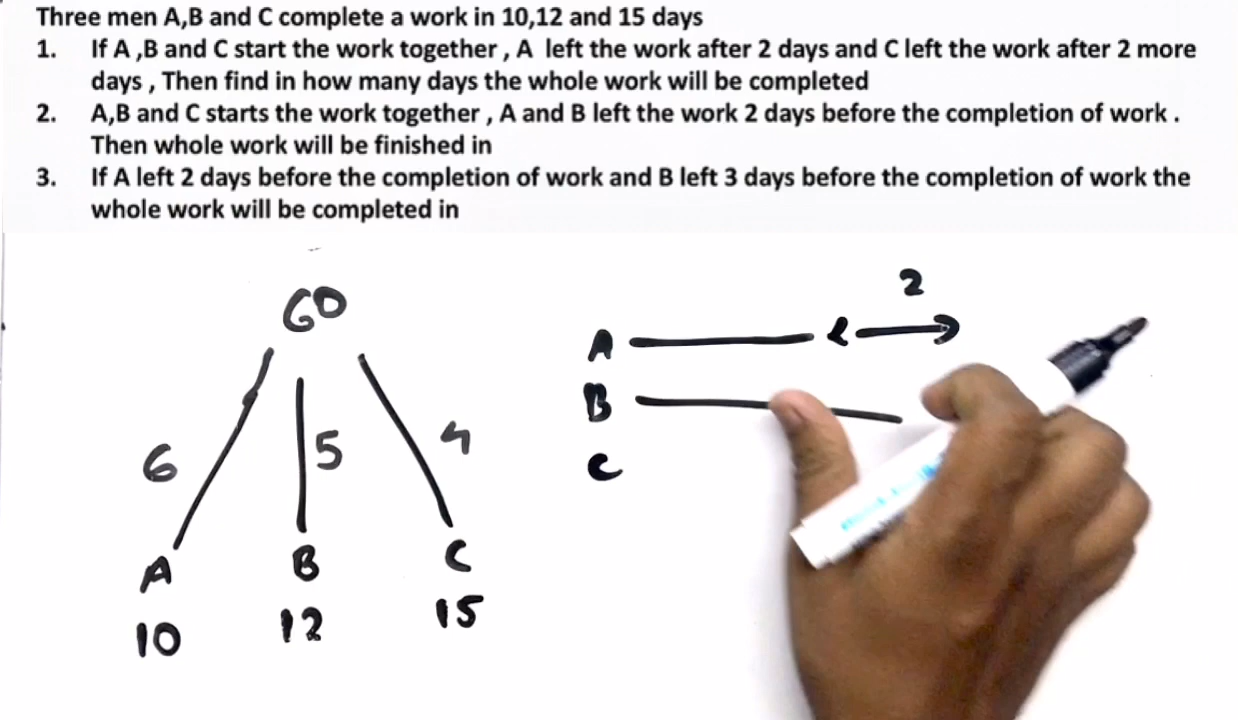 Three men A,B and C complete a work in 10,12 and 15 days
1. If A ,B and C start the work together , A left the work after 2 days and C left the work after 2 more
days , Then find in how many days the whole work will be completed
2. A,B and C starts the work together , A and B left the work 2 days before the completion of work .
Then whole work will be finished in
3. If A left 2 days before the completion of work and B left 3 days before the completion of work the
whole work will be completed in
60
6 5 4
A B C
10 12 15
2
A
B
C